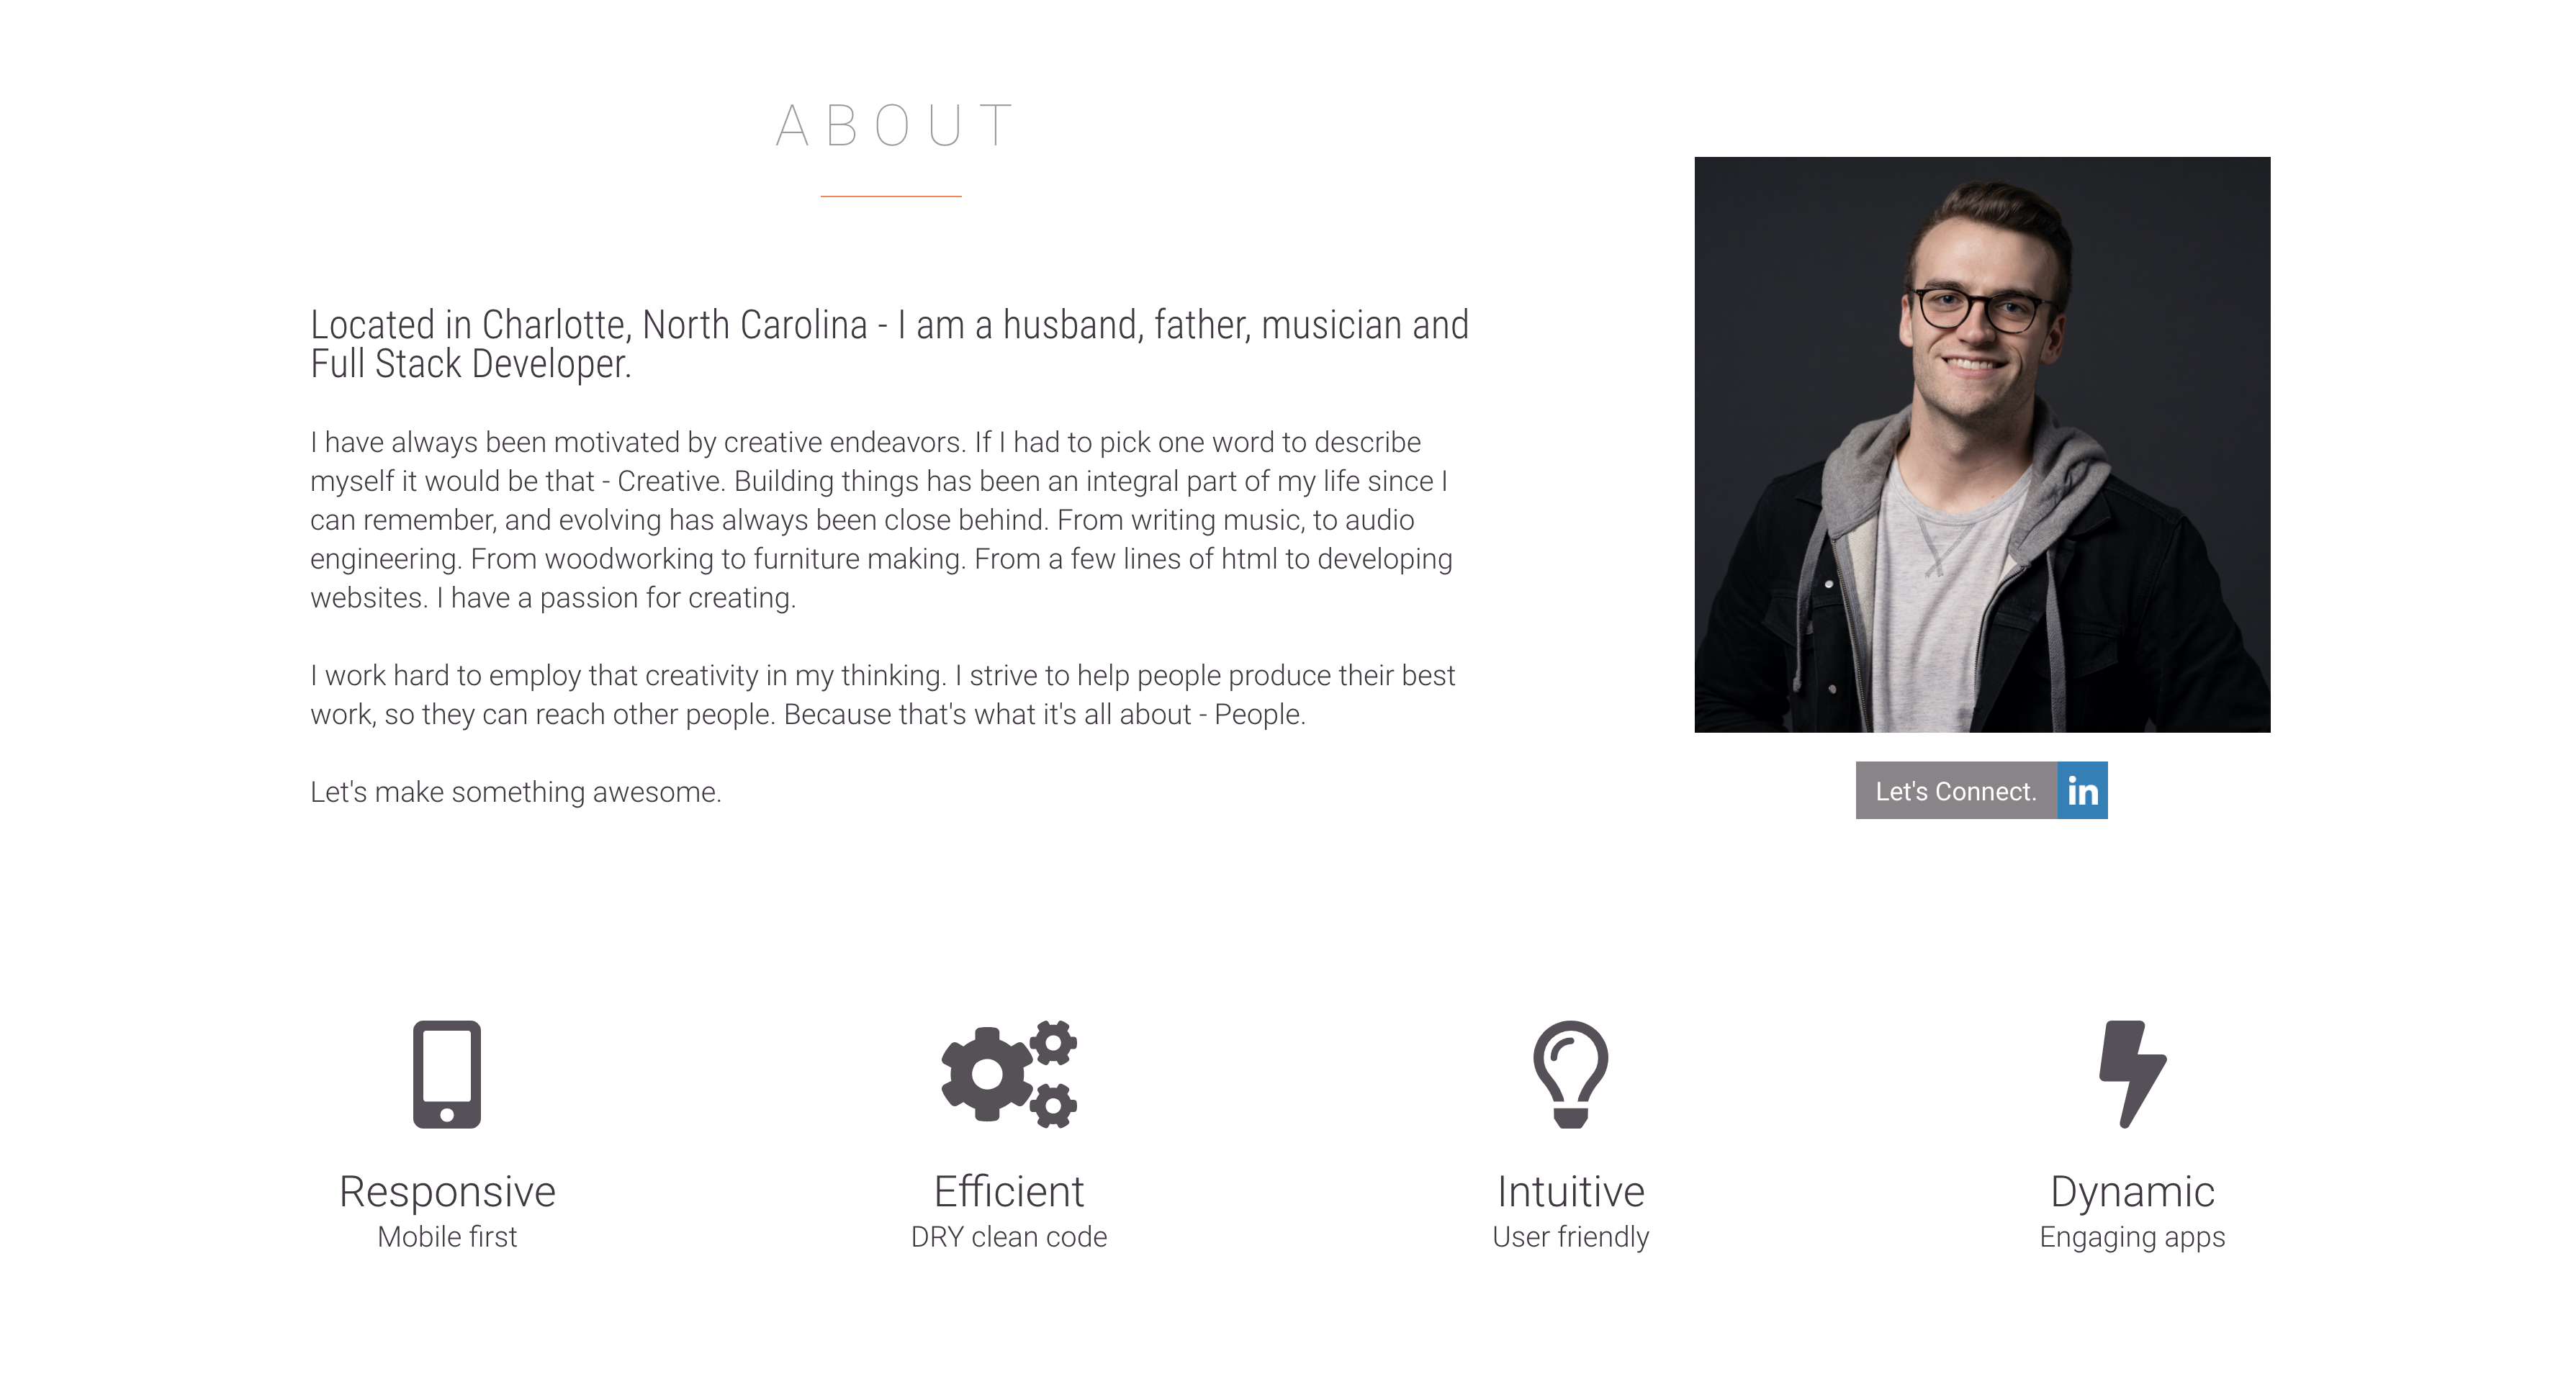 ABOUT
Located in Charlotte, North Carolina - I am a husband, father, musician and
Full Stack Developer.
I have always been motivated by creative endeavors. If I had to pick one word to describe
myself it would be that - Creative. Building things has been an integral part of my life since I
can remember, and evolving has always been close behind. From writing music, to audio
engineering. From woodworking to furniture making. From a few lines of html to developing
websites. I have a passion for creating.
I work hard to employ that creativity in my thinking. I strive to help people produce their best
work, so they can reach other people. Because that's what it's all about - People.
Let's make something awesome.
Let's Connect. in
Responsive
Mobile first
Efficient
DRY clean code
Intuitive
User friendly
Dynamic
Engaging apps